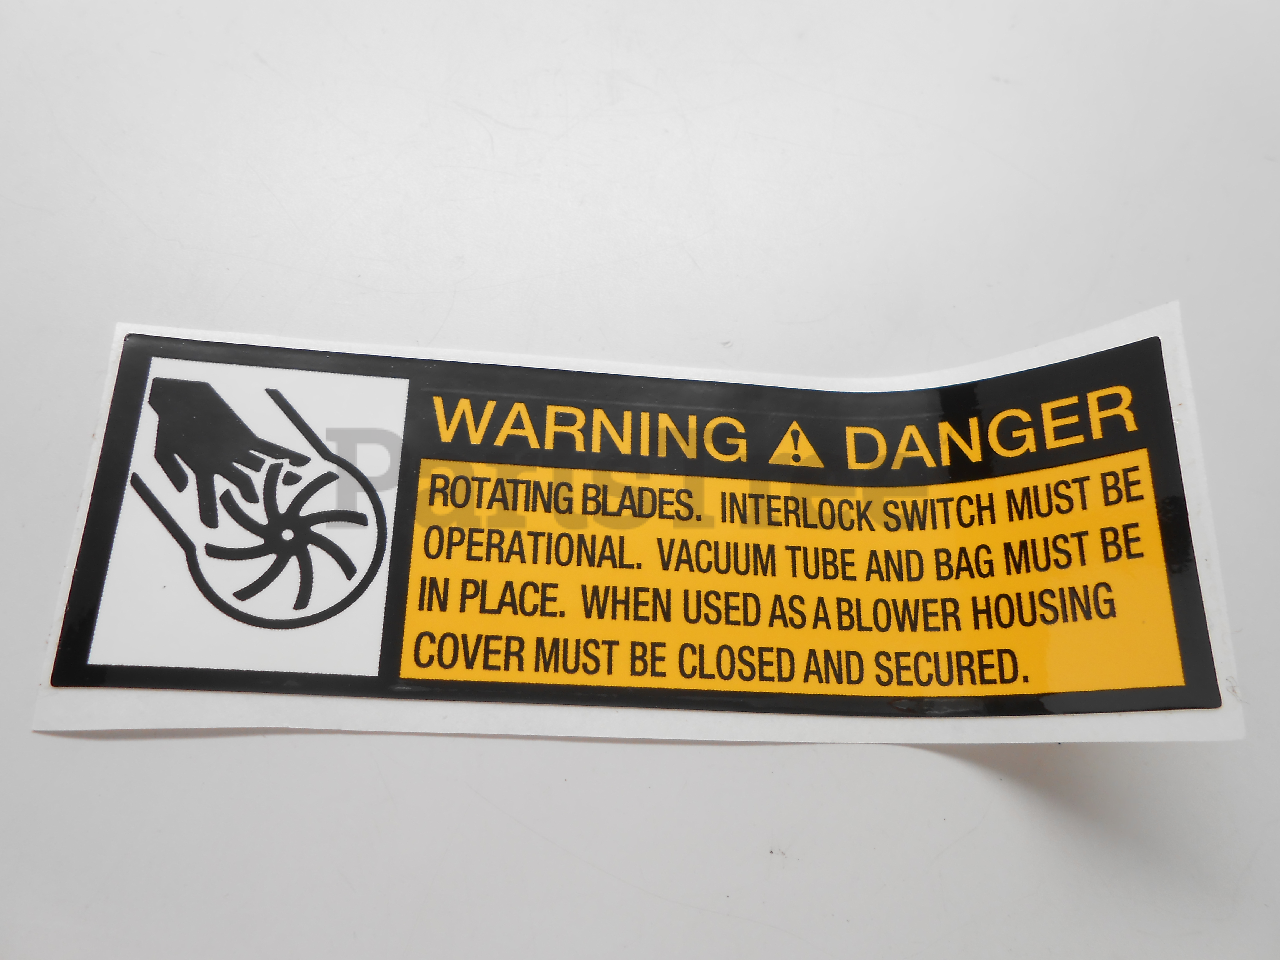 WARNING ⚠ DANGER
ROTATING BLADES. INTERLOCK SWITCH MUST BE
OPERATIONAL. VACUUM TUBE AND BAG MUST BE
IN PLACE. WHEN USED AS A BLOWER HOUSING
COVER MUST BE CLOSED AND SECURED.
PartsTree